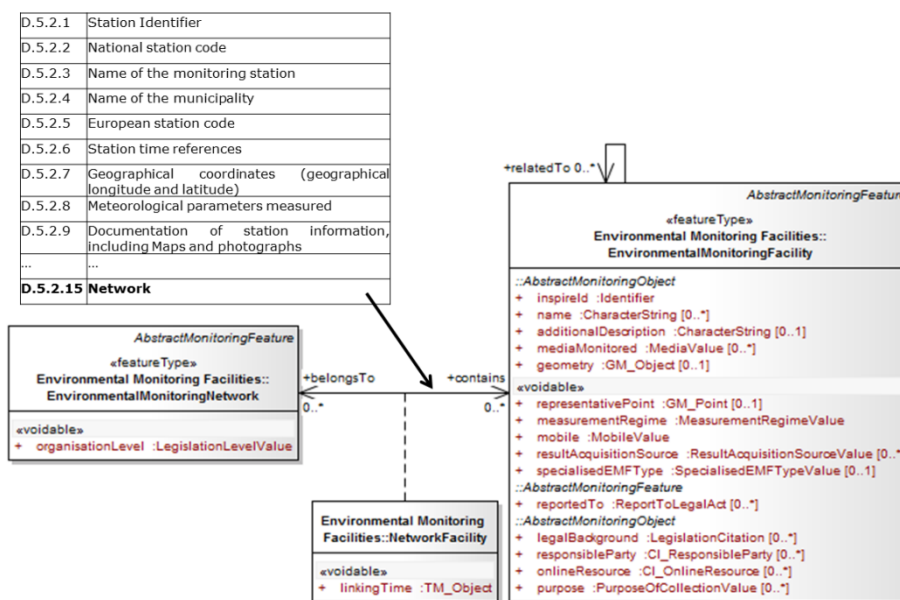 D.5.2.1 Station Identifier
D.5.2.2 National station code
D.5.2.3 Name of the monitoring station
D.5.2.4 Name of the municipality
D.5.2.5 European station code
D.5.2.6 Station time references
D.5.2.7 Geographical coordinates (geographical
longitude and latitude)
D.5.2.8 Meteorological parameters measured
D.5.2.9 Documentation of station information,
including Maps and photographs
... ...
D.5.2.15 Network
AbstractMonitoringFeature
«featureType»
Environmental Monitoring Facilities::
EnvironmentalMonitoringNetwork
«voidable»
+ organisationLevel :LegislationLevelValue
+belongsTo
0..*
+contains
0..*
Environmental Monitoring
Facilities::NetworkFacility
«voidable»
+ linkingTime :TM_Object
+relatedTo 0..*
AbstractMonitoringFeature
«featureType»
Environmental Monitoring Facilities::
EnvironmentalMonitoringFacility
::AbstractMonitoringObject
+ inspireId :Identifier
+ name :CharacterString [0..*]
+ additionalDescription :CharacterString [0..1]
+ mediaMonitored :MediaValue [0..*]
+ geometry :GM_Object [0..1]
«voidable»
+ representativePoint :GM_Point [0..1]
+ measurementRegime :MeasurementRegimeValue
+ mobile :MobileValue
+ resultAcquisitionSource :ResultAcquisitionSourceValue [0..*
+ specialisedEMFType :SpecialisedEMFTypeValue [0..1]
::AbstractMonitoringFeature
+ reportedTo :ReportToLegalAct [0..*]
::AbstractMonitoringObject
+ legalBackground :LegislationCitation [0..*]
+ responsibleParty :CI_ResponsibleParty [0..*]
+ onlineResource :CI_OnlineResource [0..*]
+ purpose :PurposeOfCollectionValue [0..*]